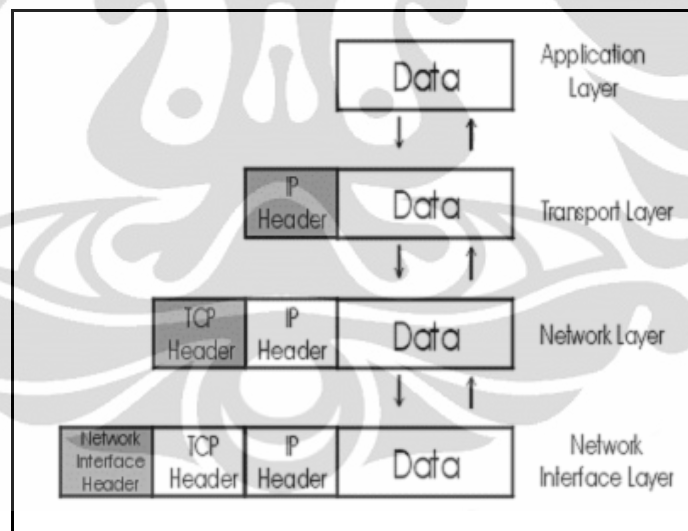 Data
Application
Layer
IP
Header
Data
Transport Layer
TCP
Header
IP
Header
Data
Network Layer
Network
Interface
Header
TCP
Header
IP
Header
Data
Network
Interface Layer